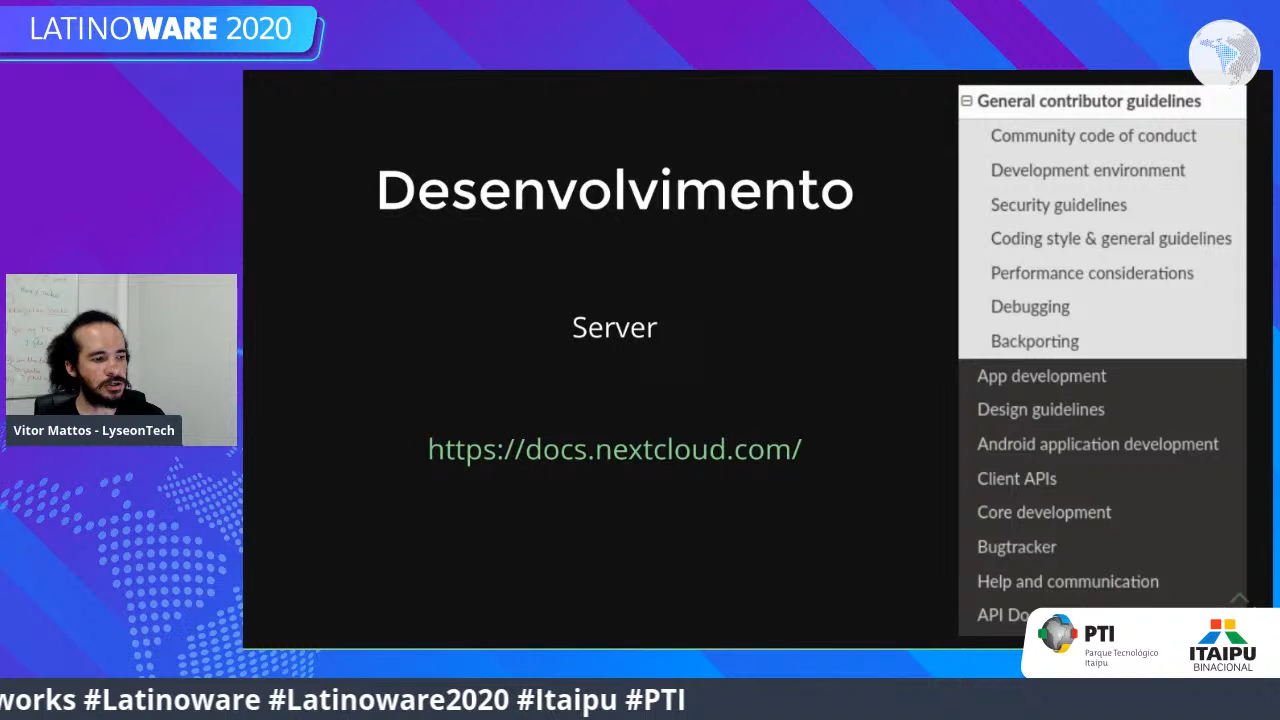 LATINOWARE 2020
Desenvolvimento
Server
https://docs.nextcloud.com/
General contributor guidelines
Community code of conduct
Development environment
Security guidelines
Coding style & general guidelines
Performance considerations
Debugging
Backporting
App development
Design guidelines
Android application development
Client APIs
Core development
Bugtracker
Help and communication
API
Vitor Mattos - LyseonTech
PTI
Parque Tecnológico
Itaipu
ITAIPU
BINACIONAL
works #Latinoware #Latinoware2020 #Itaipu #PTI